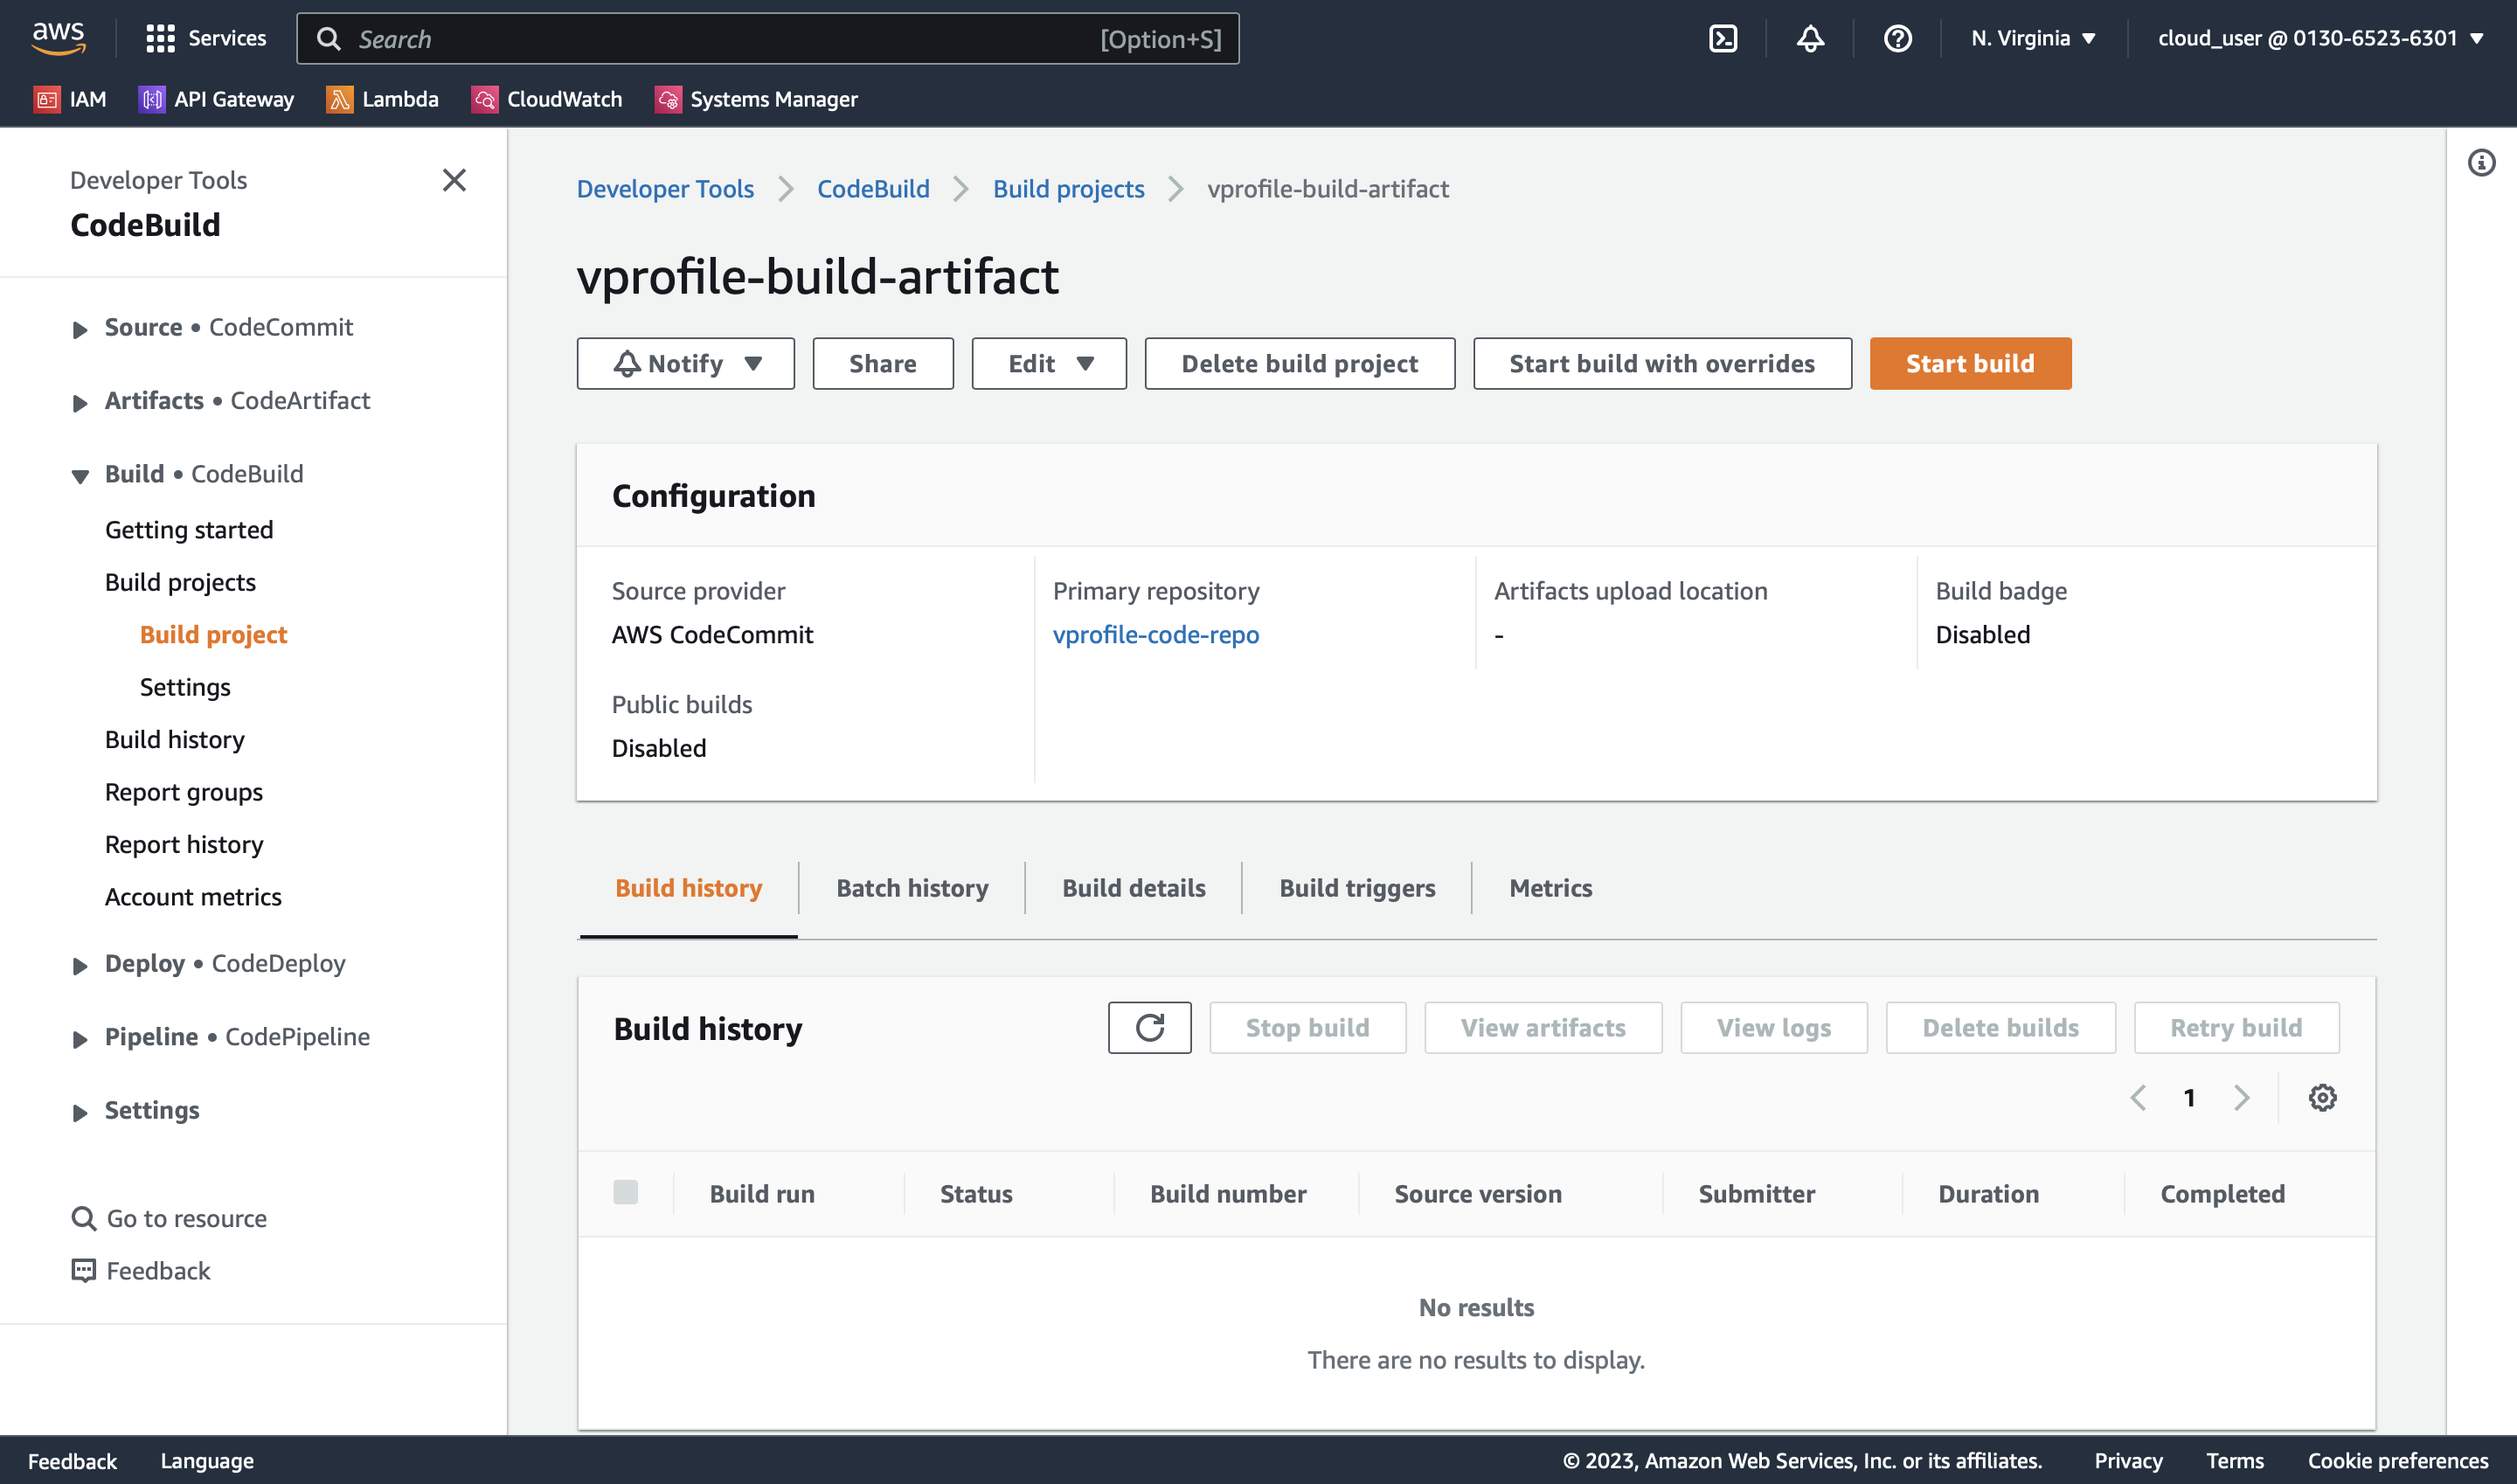 aws
Services
Search [Option+S]
N. Virginia
cloud_user @ 0130-6523-6301
IAM
API Gateway
Lambda
CloudWatch
Systems Manager
Developer Tools
CodeBuild
Source • CodeCommit
Artifacts • CodeArtifact
Build • CodeBuild
Getting started
Build projects
Build project
Settings
Build history
Report groups
Report history
Account metrics
Deploy • CodeDeploy
Pipeline • CodePipeline
Settings
Go to resource
Feedback
Developer Tools
CodeBuild
Build projects
vprofile-build-artifact
vprofile-build-artifact
Notify
Share
Edit
Delete build project
Start build with overrides
Start build
Configuration
Source provider
AWS CodeCommit
Primary repository
vprofile-code-repo
Artifacts upload location
-
Build badge
Disabled
Public builds
Disabled
Build history
Batch history
Build details
Build triggers
Metrics
Build history
Stop build
View artifacts
View logs
Delete builds
Retry build
1
Build run
Status
Build number
Source version
Submitter
Duration
Completed
No results
There are no results to display.
Feedback
Language
© 2023, Amazon Web Services, Inc. or its affiliates.
Privacy
Terms
Cookie preferences